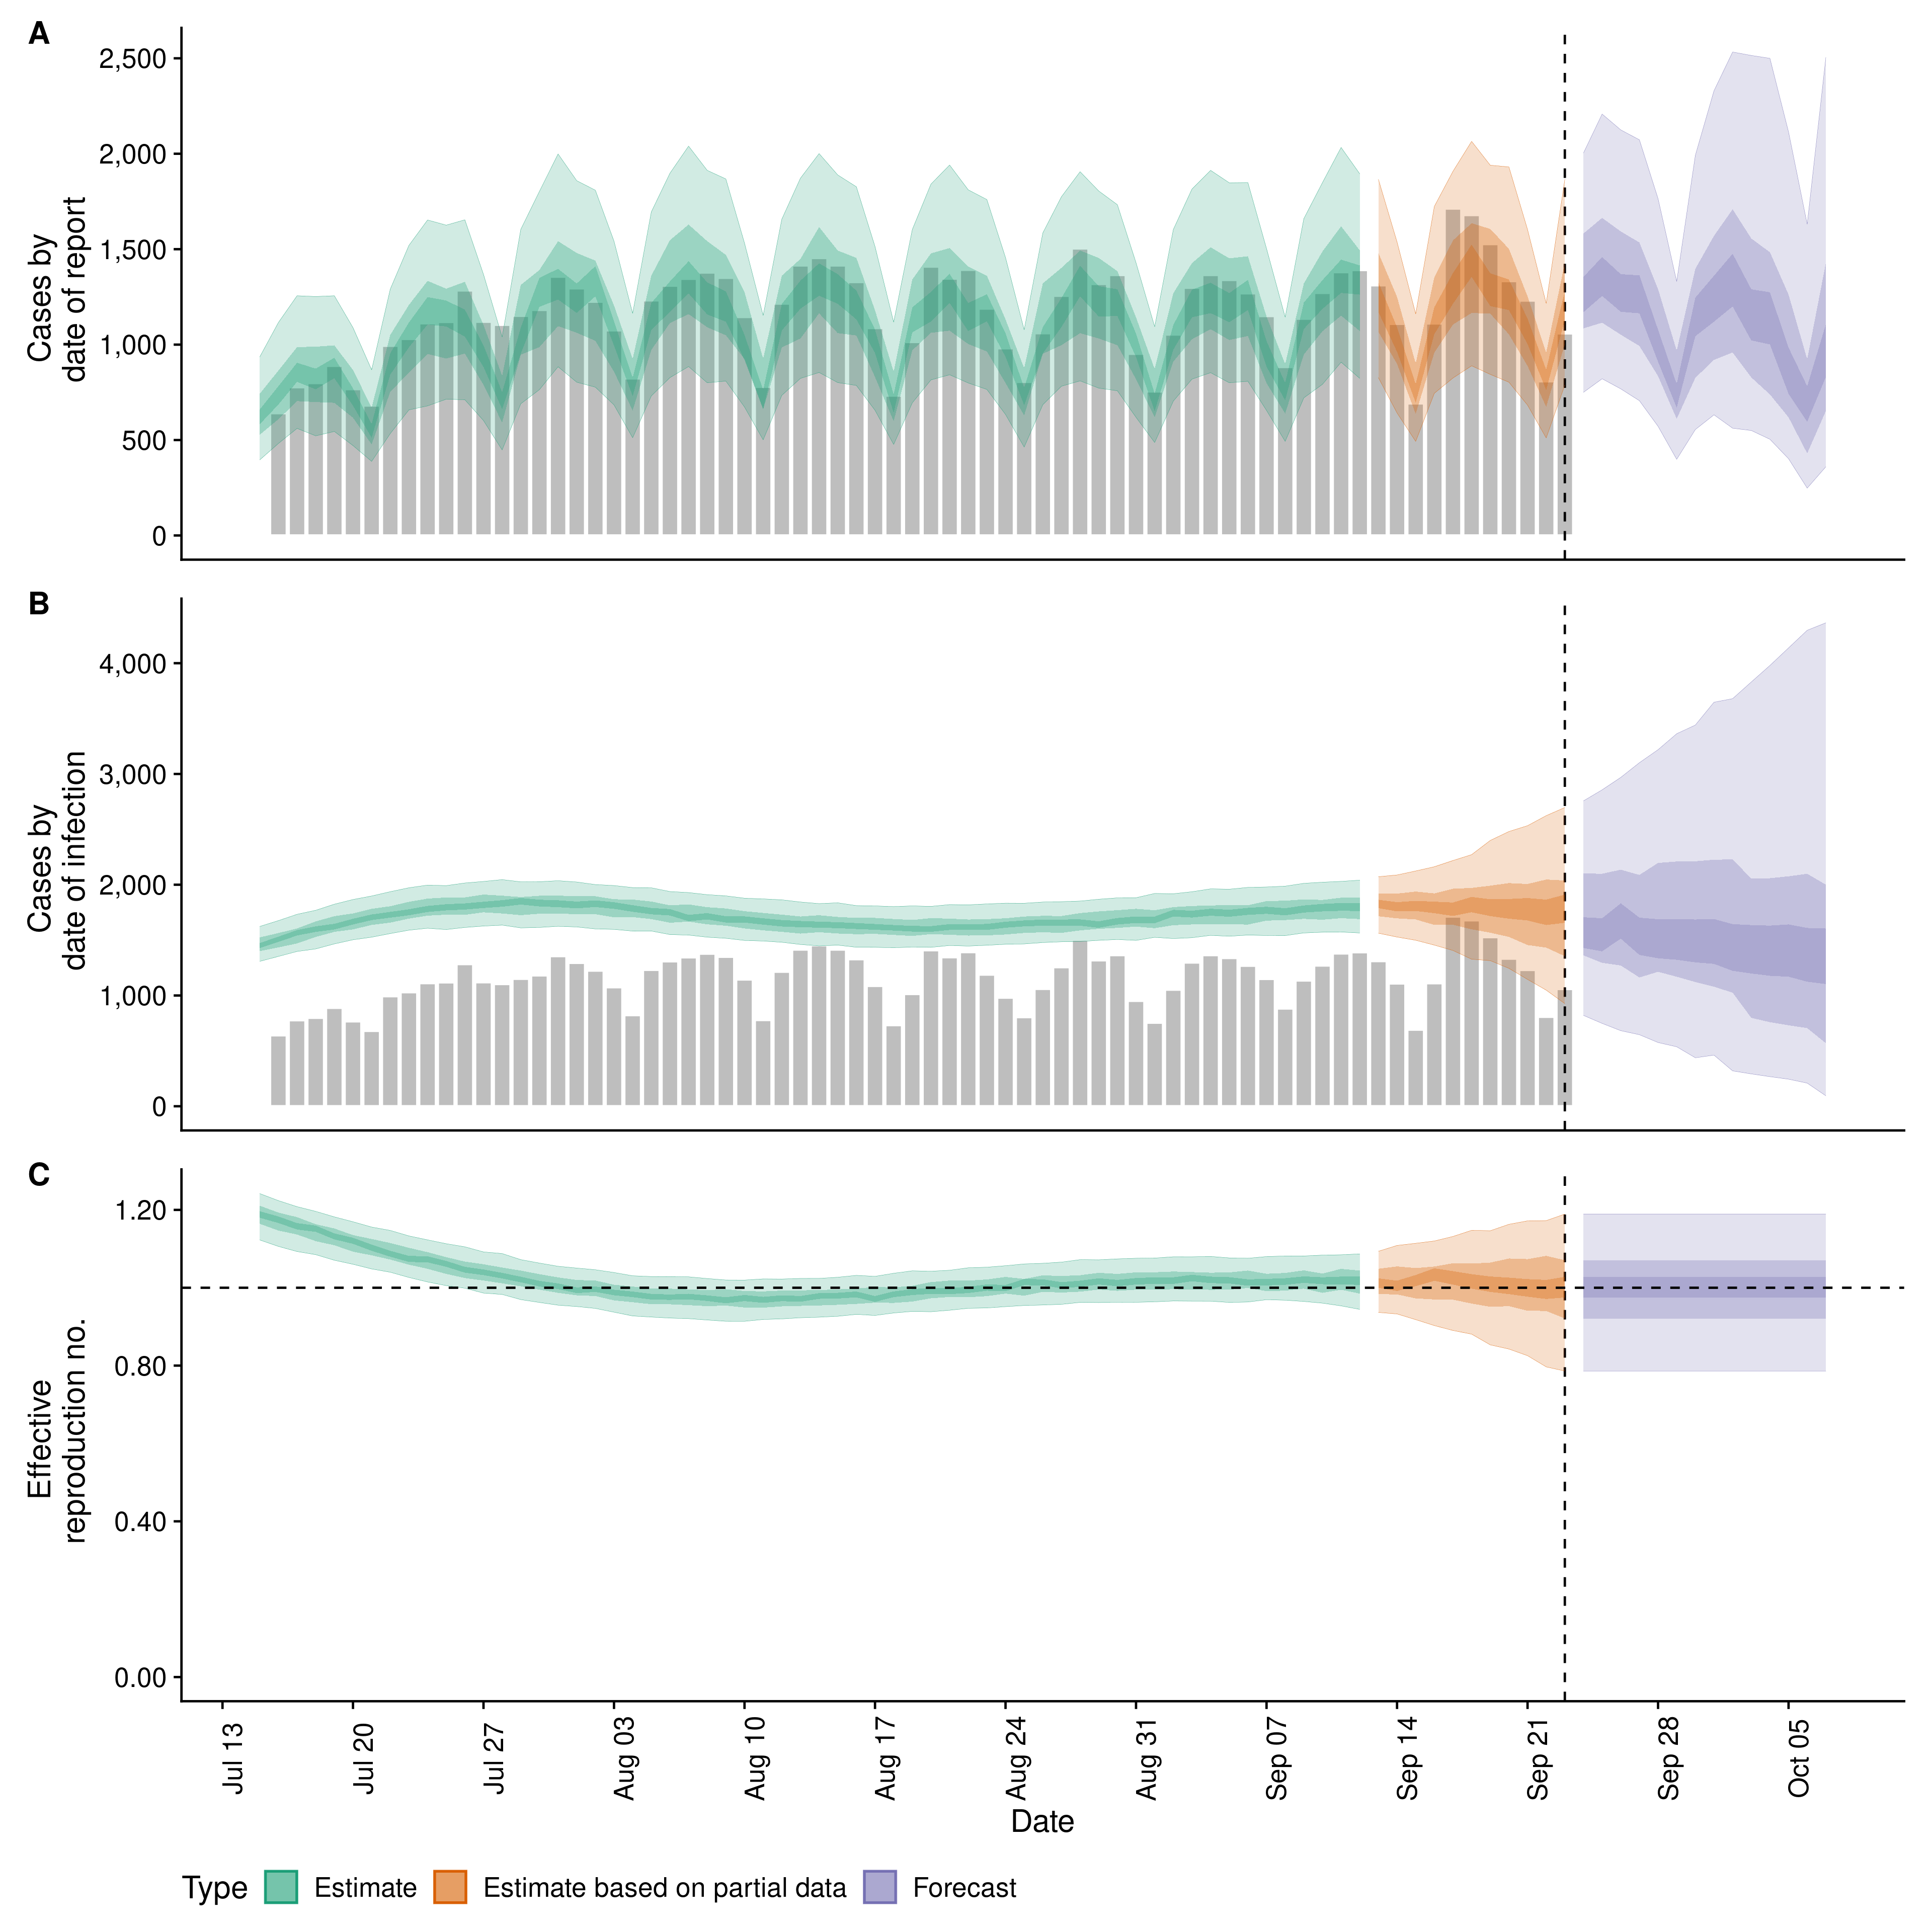 A
2,500
2,000
1,500
1,000
500
0
Cases by
date of report
B
4,000
3,000
2,000
1,000
0
Cases by
date of infection
C
1.20
0.80
0.40
0.00
Effective
reproduction no.
Jul 13
Jul 20
Jul 27
Aug 03
Aug 10
Aug 17
Aug 24
Aug 31
Sep 07
Sep 14
Sep 21
Sep 28
Oct 05
Date
Type Estimate Estimate based on partial data Forecast